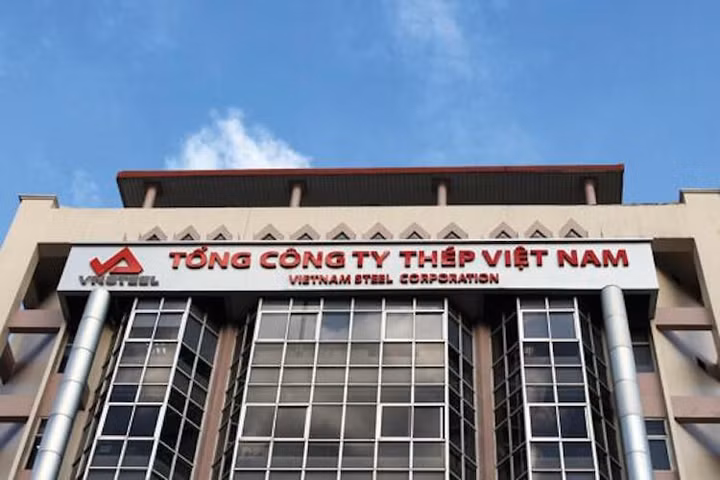 TỔNG CÔNG TY THÉP VIỆT NAM
VNSTEEL
VIETNAM STEEL CORPORATION